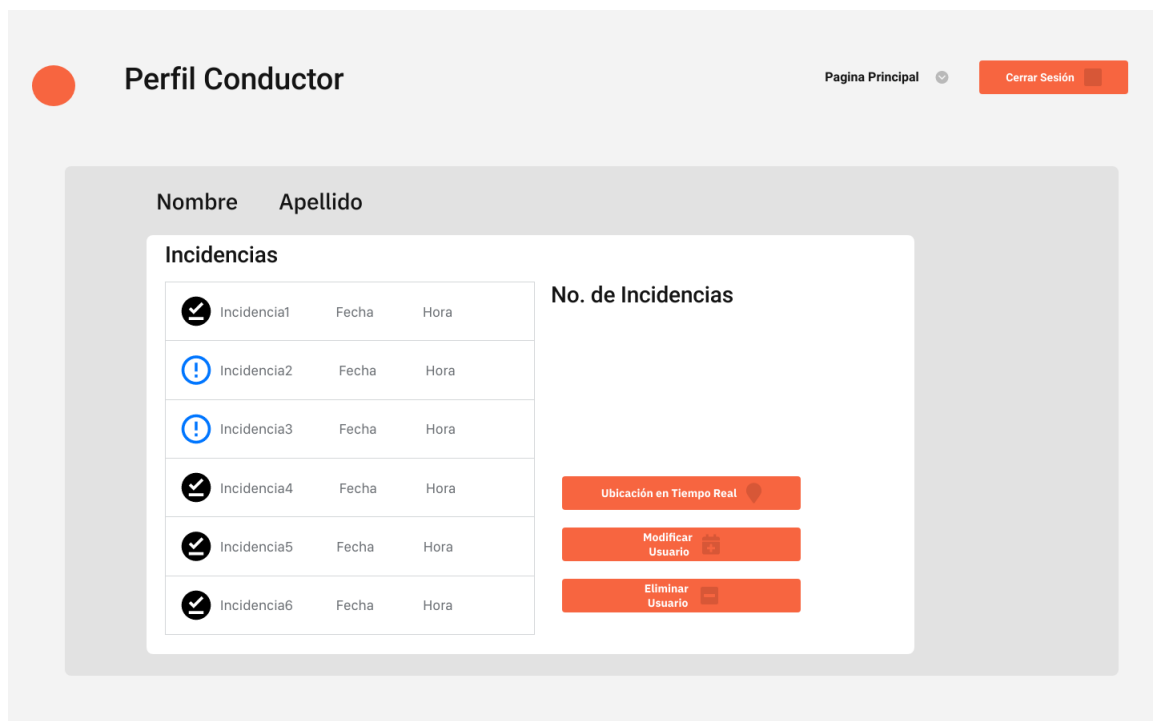 Perfil Conductor
Pagina Principal
Cerrar Sesión
Nombre Apellido
Incidencias
No. de Incidencias
Incidencia1 Fecha Hora
Incidencia2 Fecha Hora
Incidencia3 Fecha Hora
Incidencia4 Fecha Hora
Incidencia5 Fecha Hora
Incidencia6 Fecha Hora
Ubicación en Tiempo Real
Modificar
Usuario
Eliminar
Usuario